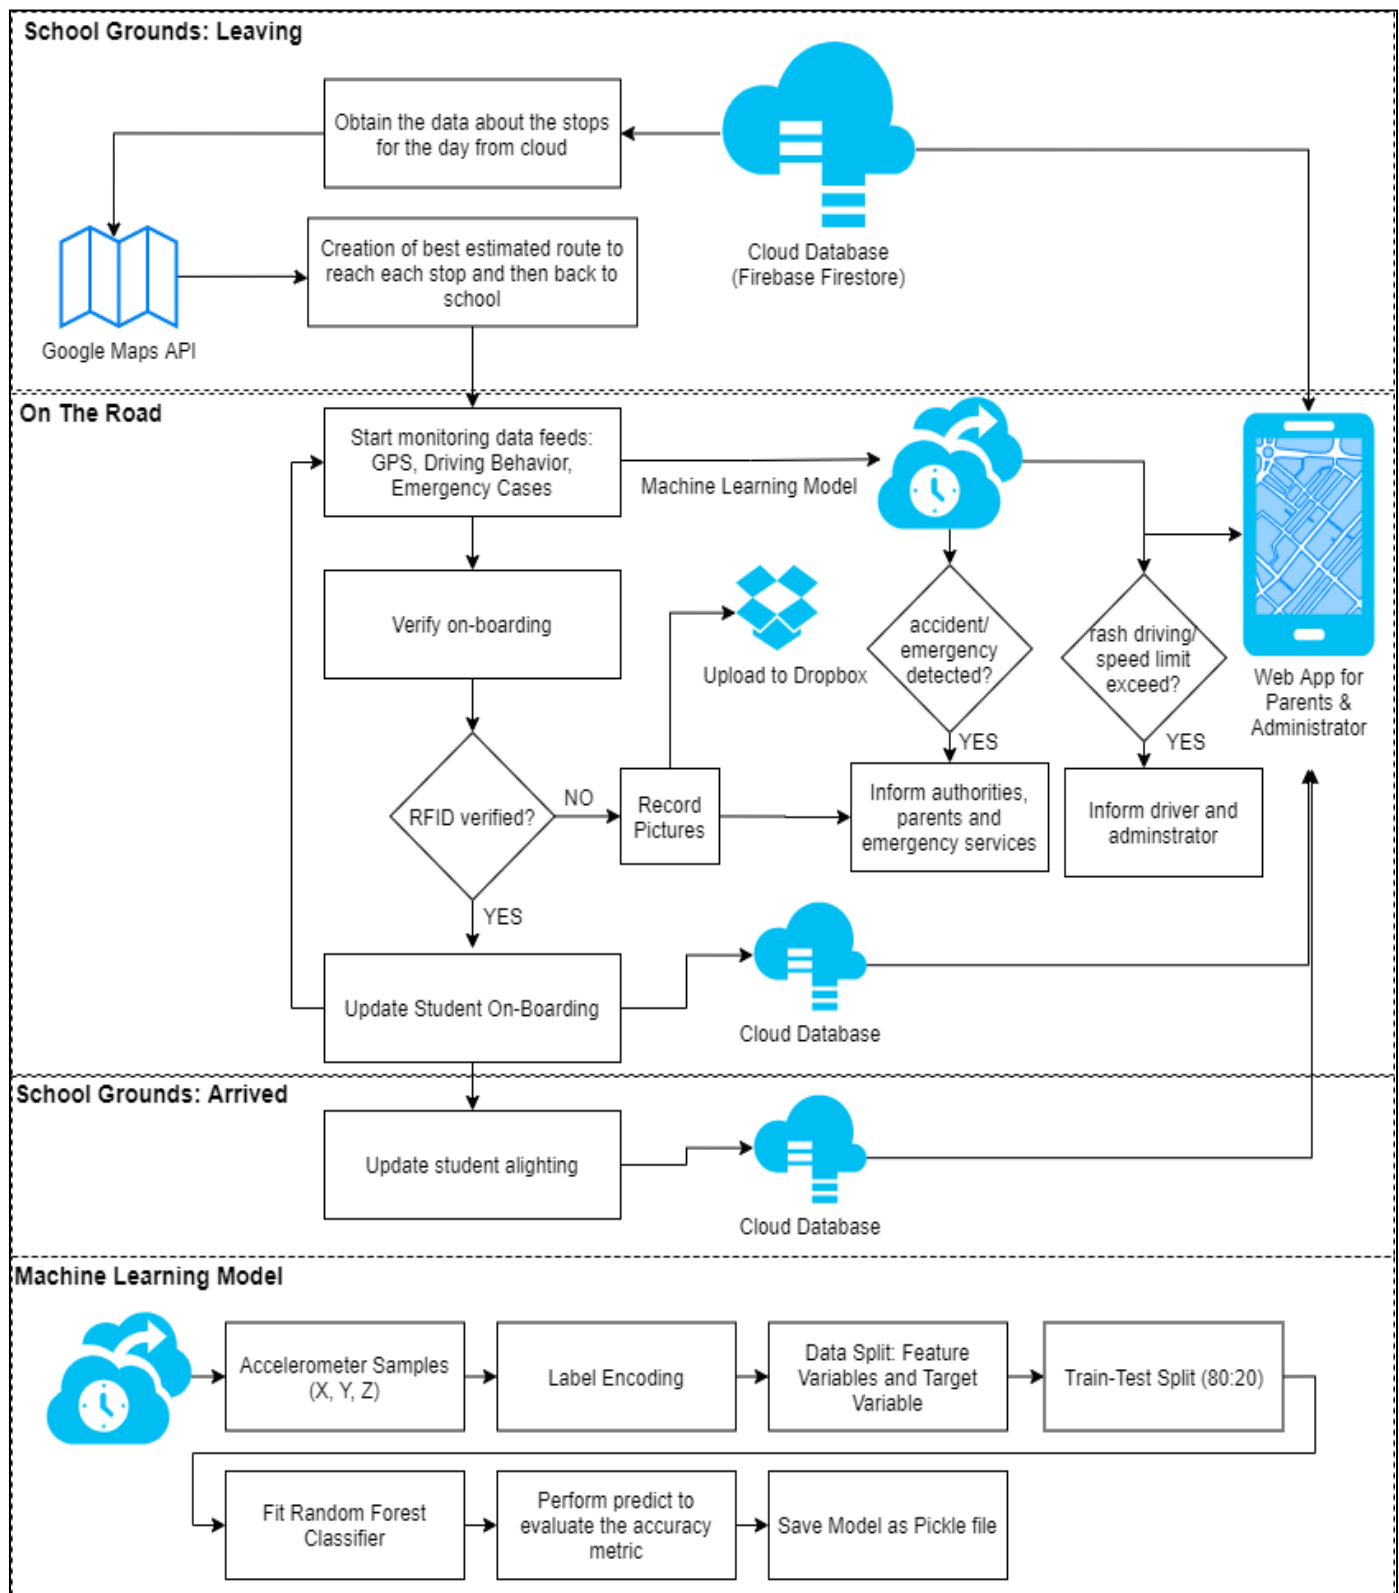 School Grounds: Leaving
Obtain the data about the stops
for the day from cloud
Cloud Database
(Firebase Firestore)
Creation of best estimated route to
reach each stop and then back to
school
Google Maps API
On The Road
Start monitoring data feeds:
GPS, Driving Behavior,
Emergency Cases
Machine Learning Model
Verify on-boarding
Upload to Dropbox
accident/
emergency
detected?
rash driving/
speed limit
exceed?
Web App for
Parents &
Administrator
YES
YES
RFID verified?
NO
Record
Pictures
Inform authorities,
parents and
emergency services
Inform driver and
adminstrator
YES
Update Student On-Boarding
Cloud Database
School Grounds: Arrived
Update student alighting
Cloud Database
Machine Learning Model
Accelerometer Samples
(X, Y, Z)
Label Encoding
Data Split: Feature
Variables and Target
Variable
Train-Test Split (80:20)
Fit Random Forest
Classifier
Perform predict to
evaluate the accuracy
metric
Save Model as Pickle file